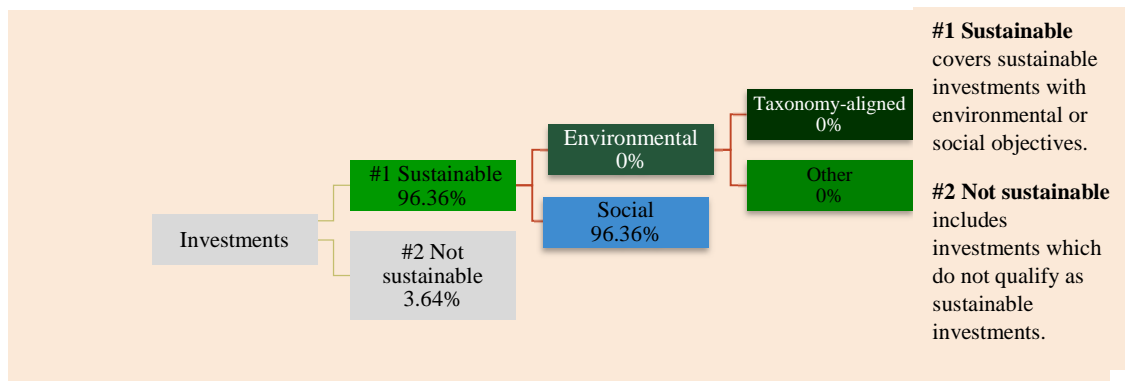 Investments
#1 Sustainable
96.36%
#2 Not
sustainable
3.64%
Environmental
0%
Social
96.36%
Taxonomy-aligned
0%
Other
0%
#1 Sustainable
covers sustainable
investments with
environmental or
social objectives.
#2 Not sustainable
includes
investments which
do not qualify as
sustainable
investments.